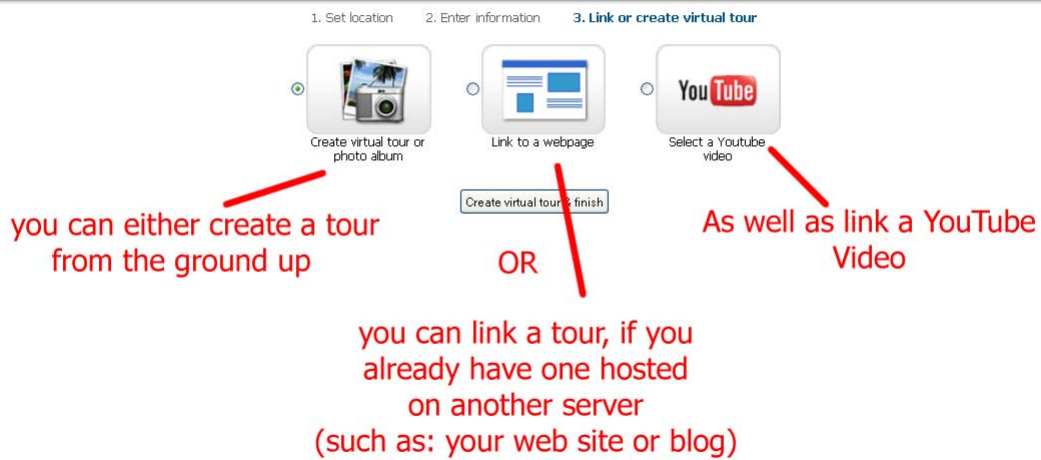 1. Set location 2. Enter information 3. Link or create virtual tour
You Tube
Create virtual tour or
photo album
Link to a webpage
Select a Youtube
video
Create virtual tour & finish
you can either create a tour
from the ground up
OR
As well as link a YouTube
Video
you can link a tour, if you
already have one hosted
on another server
(such as: your web site or blog)